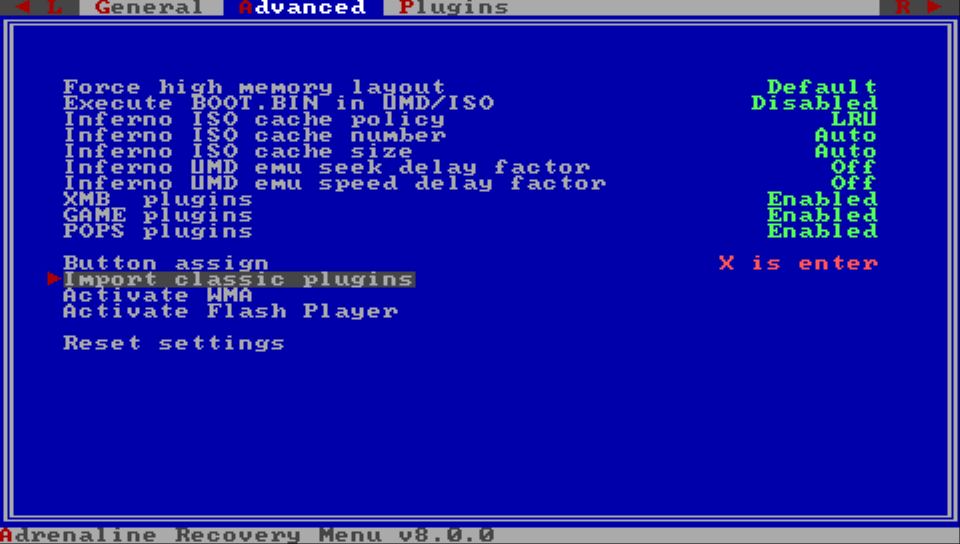 ◄ L General Advanced Plugins R ►
Force high memory layout Default
Execute BOOT.BIN in UMD/ISO Disabled
Inferno ISO cache policy LRU
Inferno ISO cache number Auto
Inferno ISO cache size Auto
Inferno UMD emu seek delay factor Off
Inferno UMD emu speed delay factor Off
XMB plugins Enabled
GAME plugins Enabled
POPS plugins Enabled
Button assign X is enter
►Import classic plugins
Activate WMA
Activate Flash Player
Reset settings
Adrenaline Recovery Menu v8.0.0